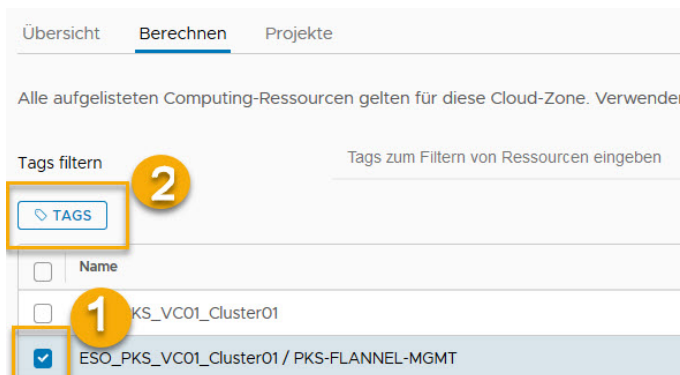 Übersicht Berechnen Projekte
Alle aufgelisteten Computing-Ressourcen gelten für diese Cloud-Zone.
Tags filtern Tags zum Filtern von Ressourcen eingeben
2
TAGS
Name
1 KS_VC01_Cluster01
ESO_PKS_VC01_Cluster01 / PKS-FLANNEL-MGMT